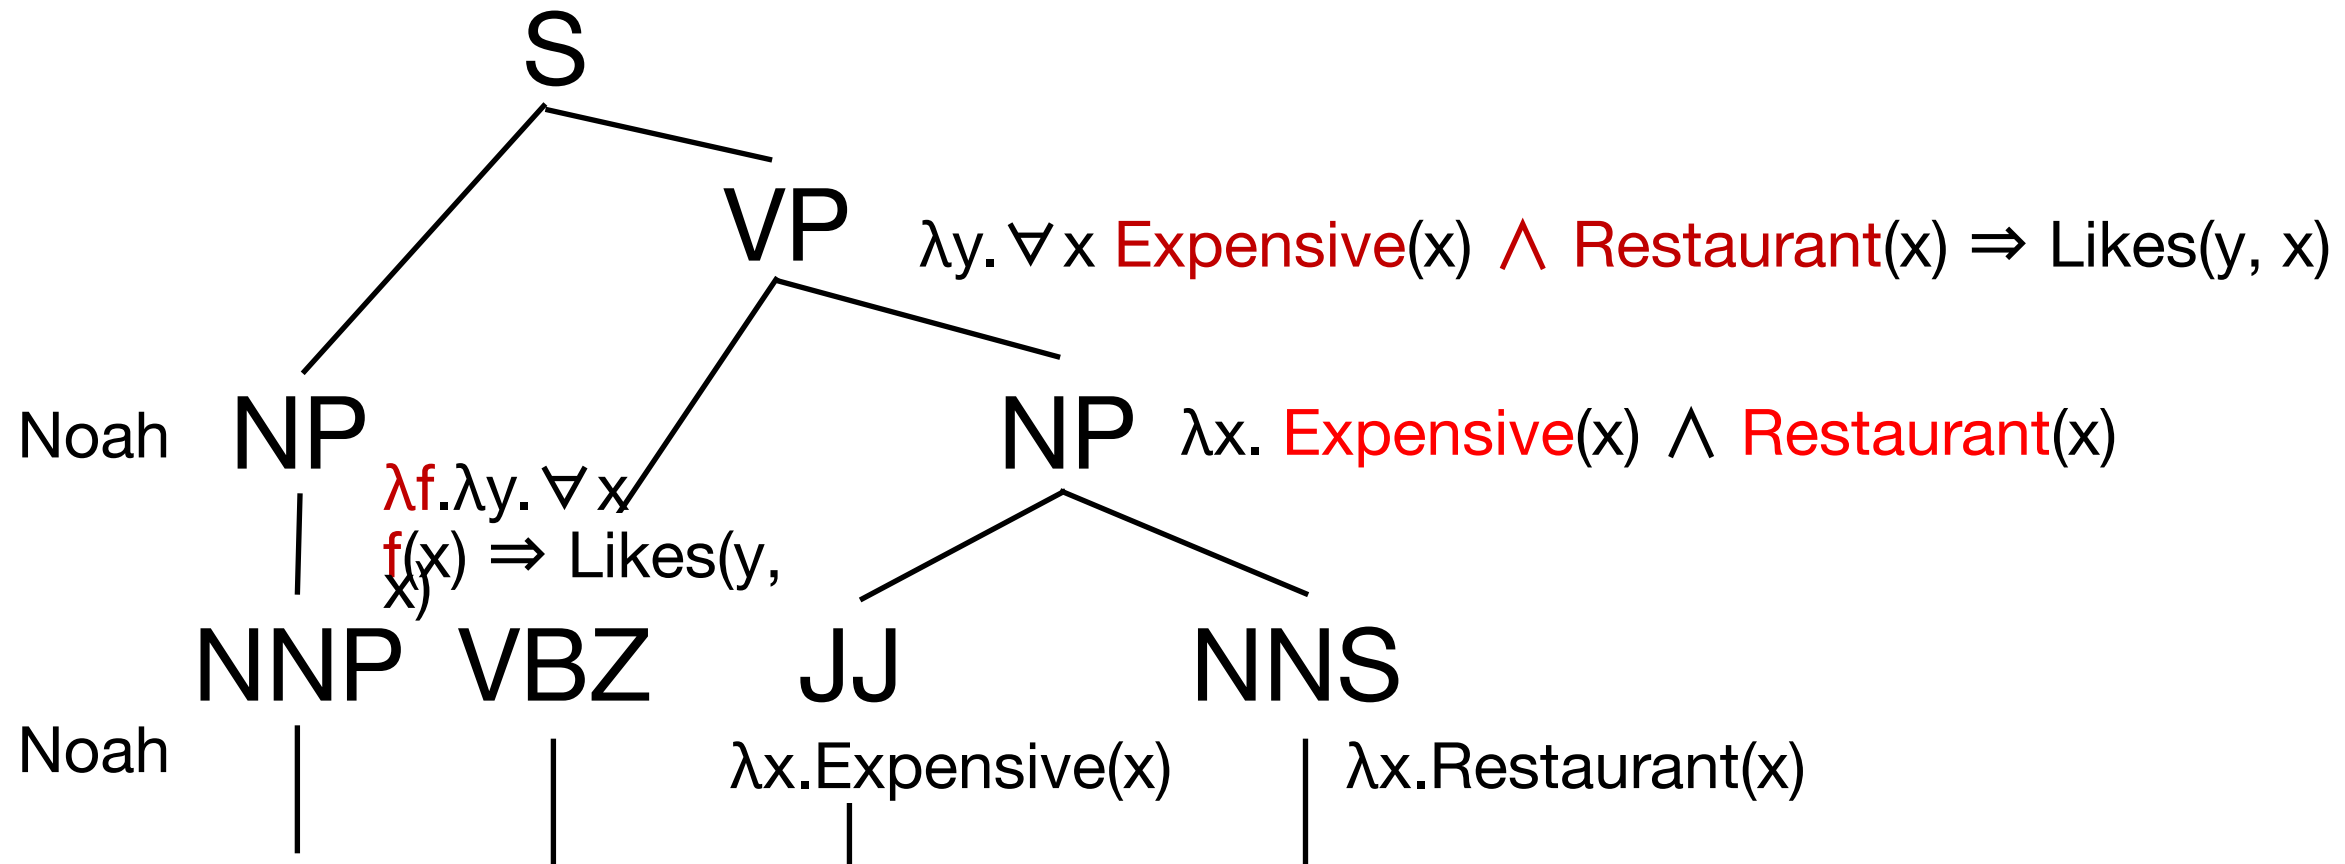 S
VP
λy. ∀ x Expensive(x) ∧ Restaurant(x) ⇒ Likes(y, x)
Noah NP
NP λx. Expensive(x) ∧ Restaurant(x)
λf.λy. ∀ x
f(x) ⇒ Likes(y,
x)
NNP VBZ JJ NNS
Noah
λx.Expensive(x)
λx.Restaurant(x)